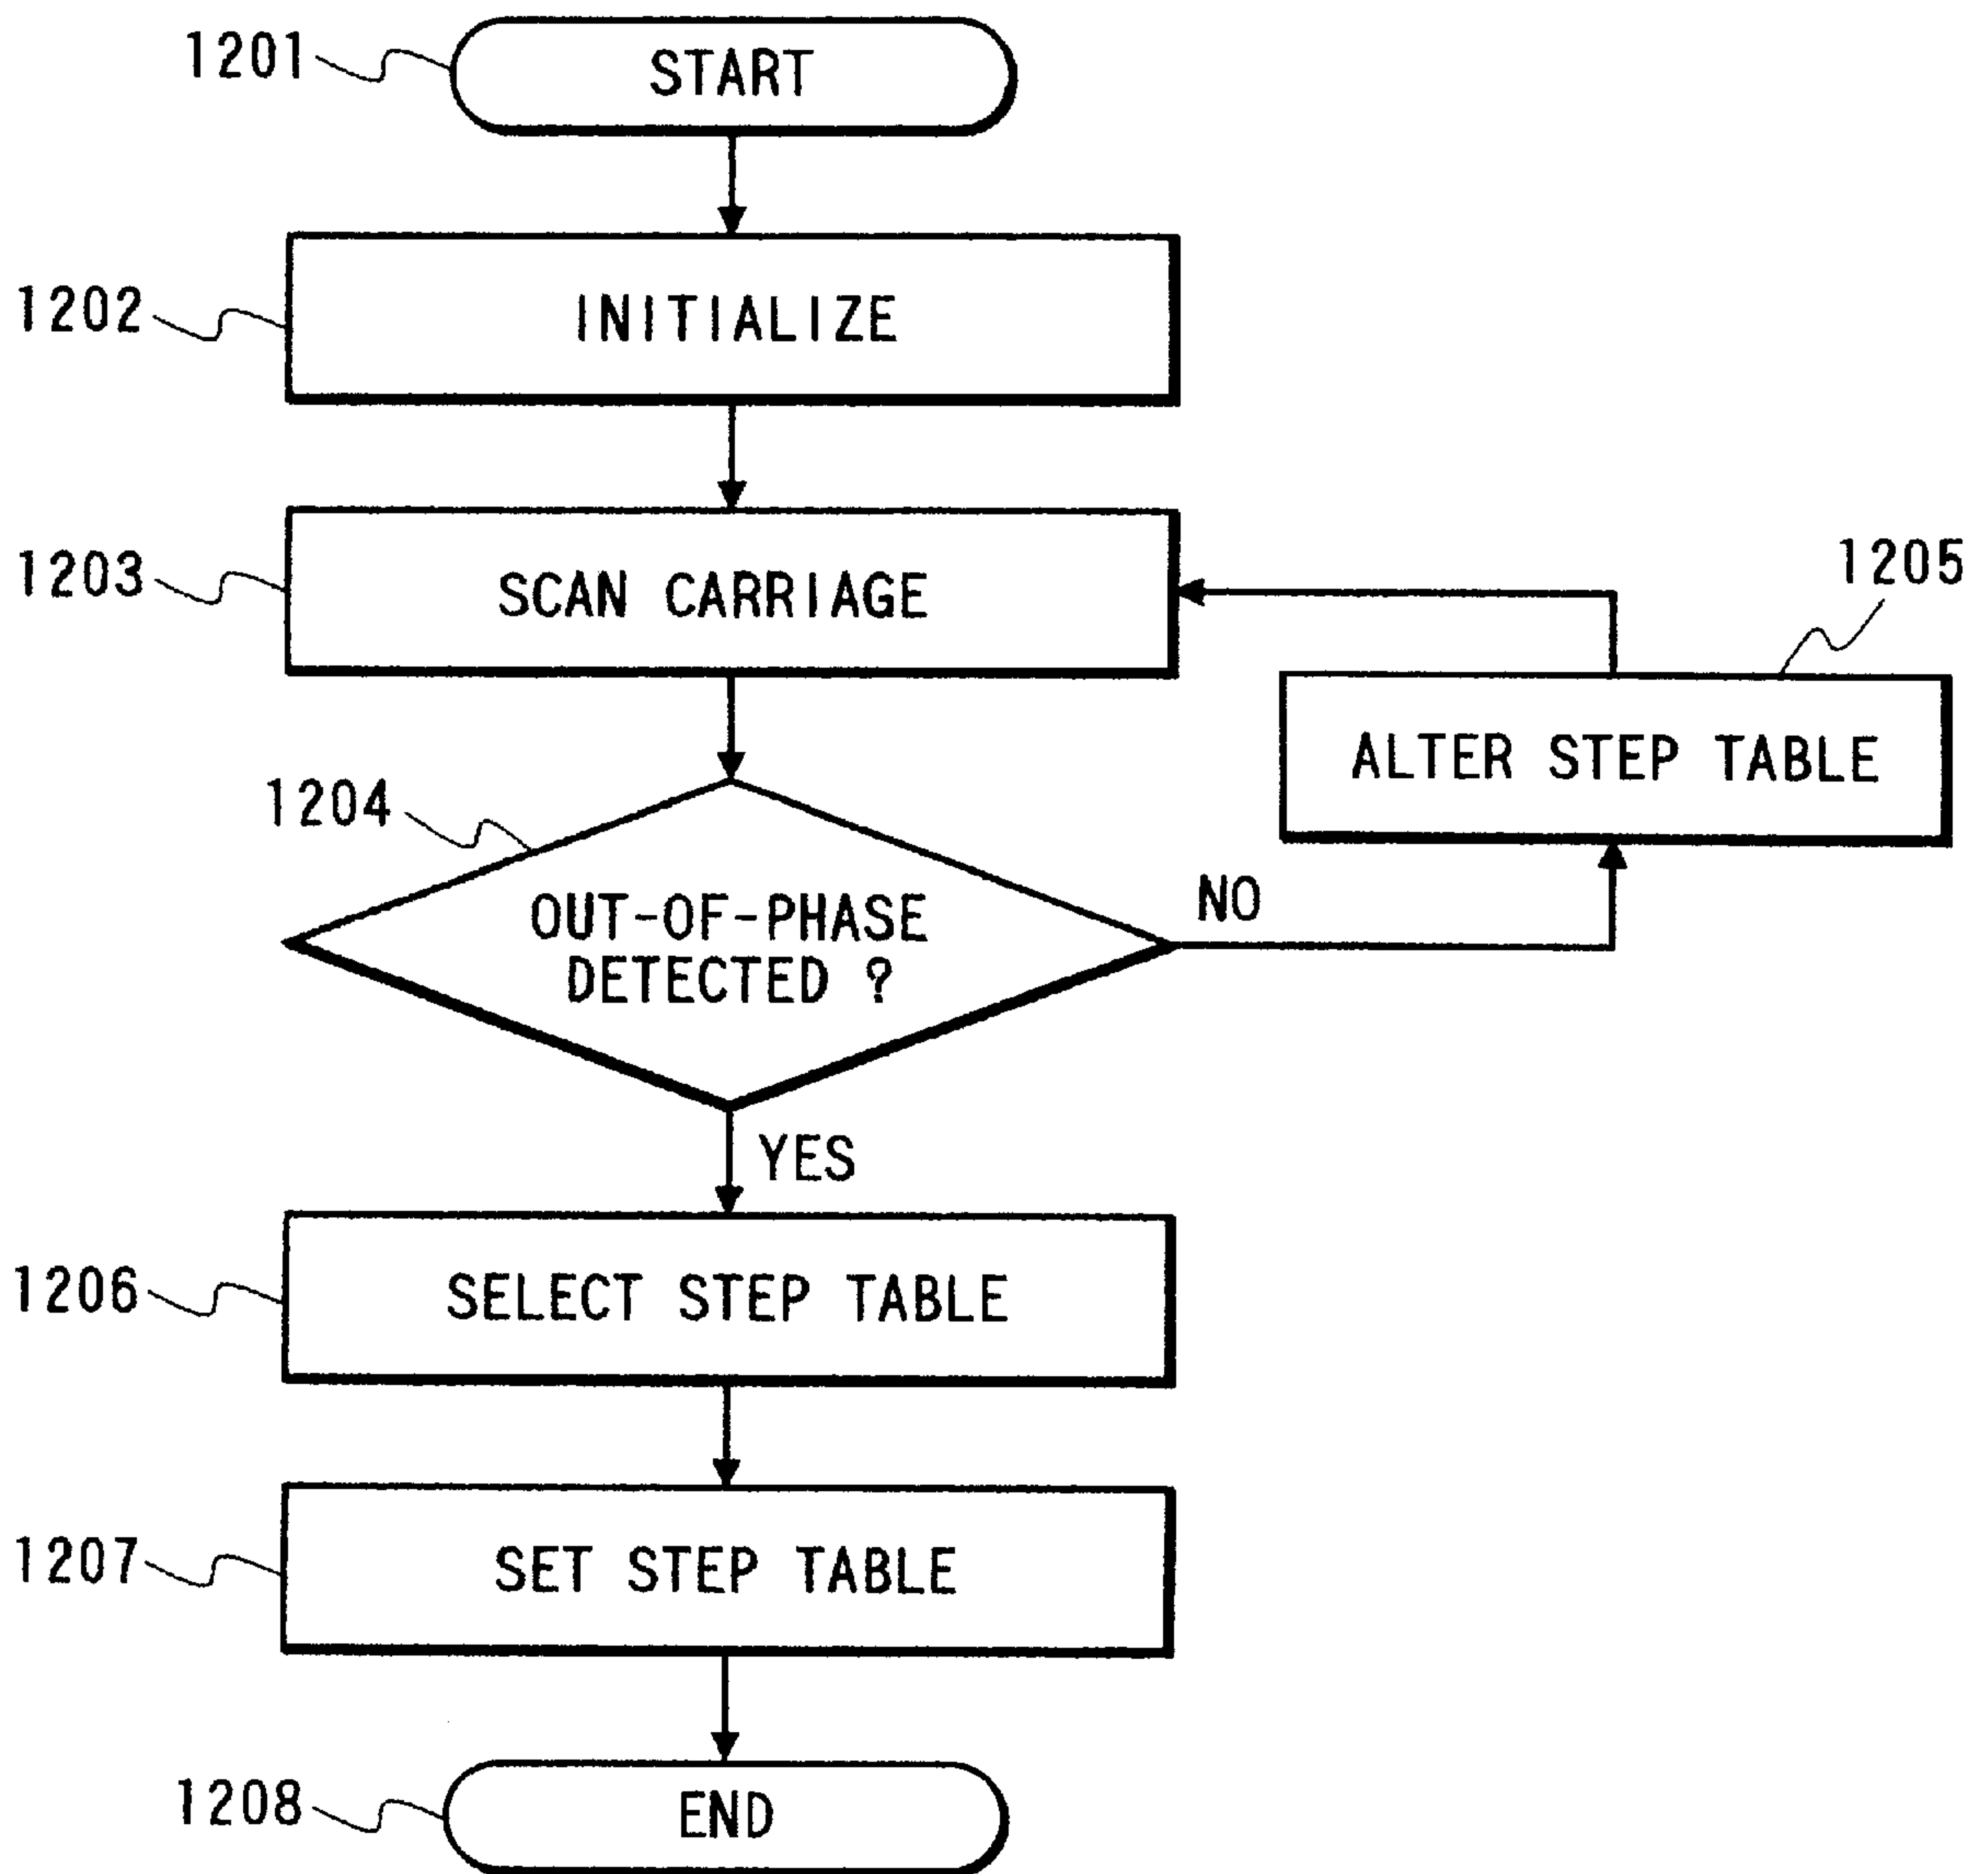 1201
START
1202
INITIALIZE
1203
SCAN CARRIAGE
1205
ALTER STEP TABLE
1204
OUT-OF-PHASE
DETECTED ?
NO
YES
1206
SELECT STEP TABLE
1207
SET STEP TABLE
1208
END